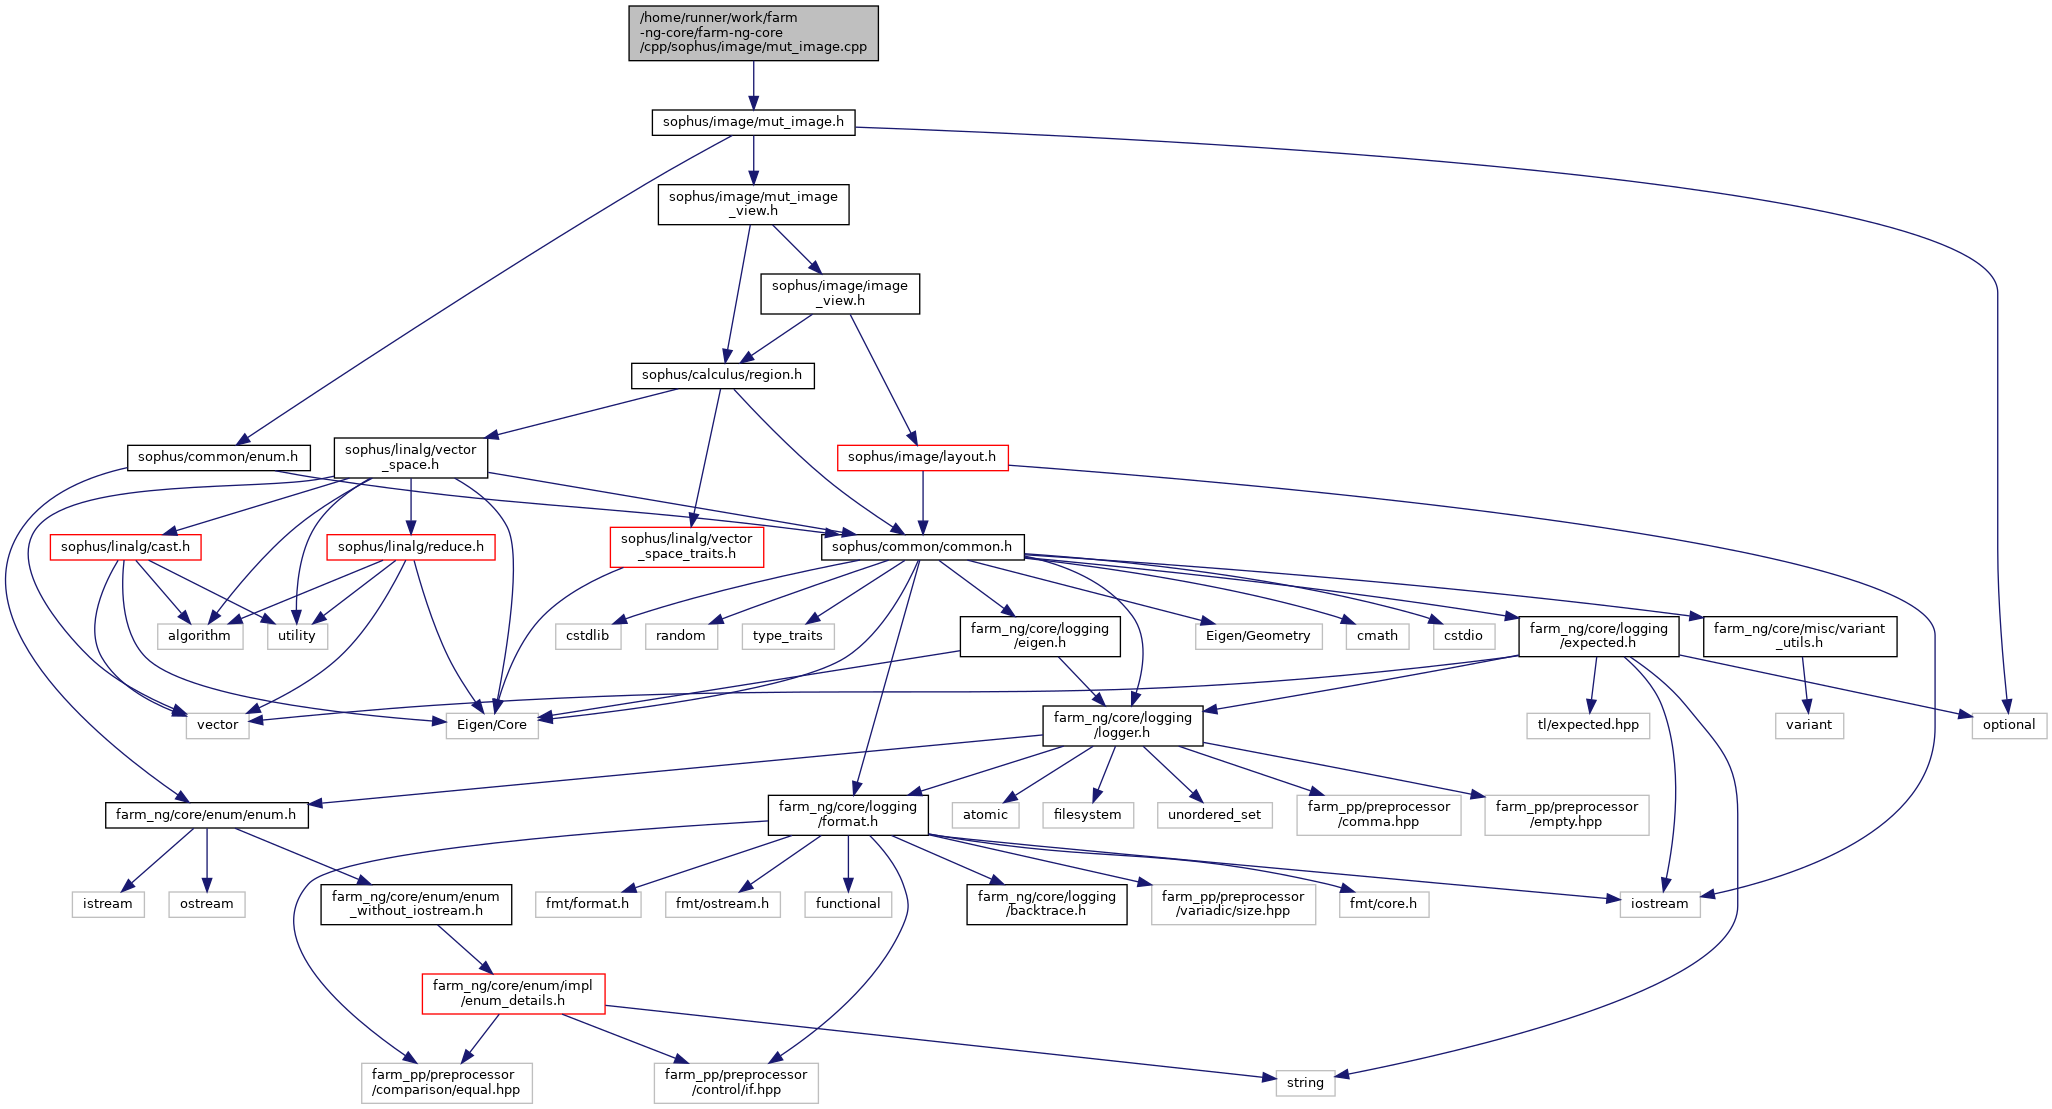 /home/runner/work/farm
-ng-core/farm-ng-core
/cpp/sophus/image/mut_image.cpp
sophus/image/mut_image.h
sophus/image/mut_image
_view.h
sophus/image/image
_view.h
sophus/calculus/region.h
sophus/common/enum.h
sophus/linalg/vector
_space.h
sophus/image/layout.h
sophus/linalg/cast.h
sophus/linalg/reduce.h
sophus/linalg/vector
_space_traits.h
sophus/common/common.h
algorithm
utility
cstdlib
random
type_traits
farm_ng/core/logging
/eigen.h
Eigen/Geometry
cmath
cstdio
farm_ng/core/logging
/expected.h
farm_ng/core/misc/variant
_utils.h
vector
Eigen/Core
farm_ng/core/logging
/logger.h
tl/expected.hpp
variant
optional
farm_ng/core/enum/enum.h
farm_ng/core/logging
/format.h
atomic
filesystem
unordered_set
farm_pp/preprocessor
/comma.hpp
farm_pp/preprocessor
/empty.hpp
istream
ostream
farm_ng/core/enum/enum
_without_iostream.h
fmt/format.h
fmt/ostream.h
functional
farm_ng/core/logging
/backtrace.h
farm_pp/preprocessor
/variadic/size.hpp
fmt/core.h
iostream
farm_ng/core/enum/impl
/enum_details.h
farm_pp/preprocessor
/comparison/equal.hpp
farm_pp/preprocessor
/control/if.hpp
string